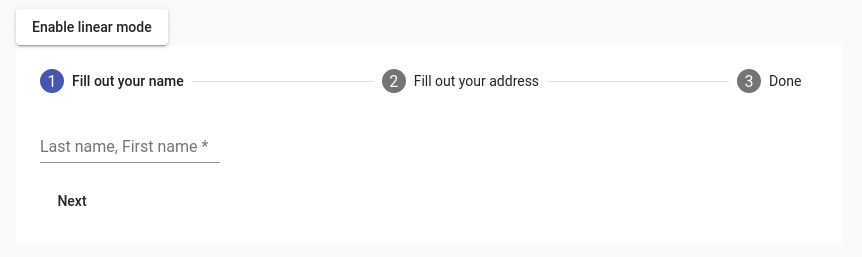 Enable linear mode
1 Fill out your name 2 Fill out your address 3 Done
Last name, First name *
Next